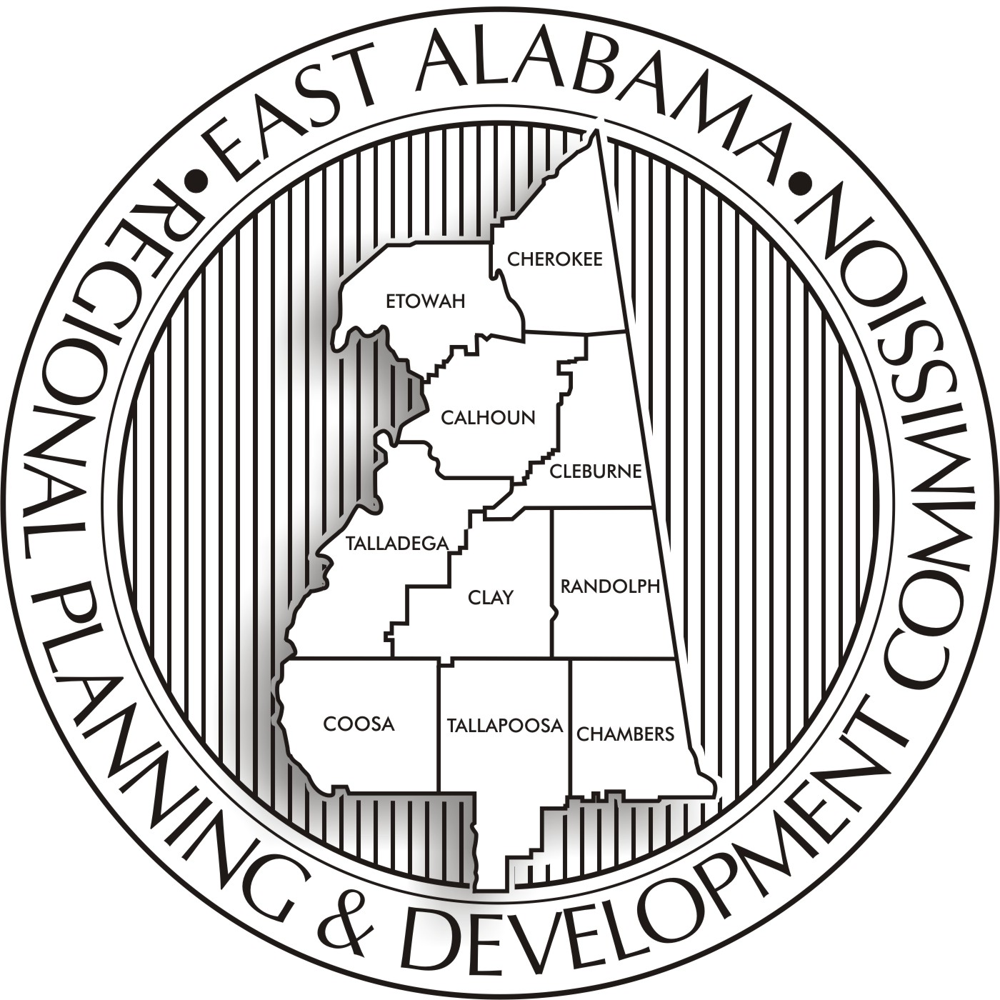 • EAST ALABAMA •
REGIONAL PLANNING & DEVELOPMENT COMMISSION
CHEROKEE
ETOWAH
CALHOUN
CLEBURNE
TALLADEGA
RANDOLPH
CLAY
COOSA
TALLAPOOSA
CHAMBERS